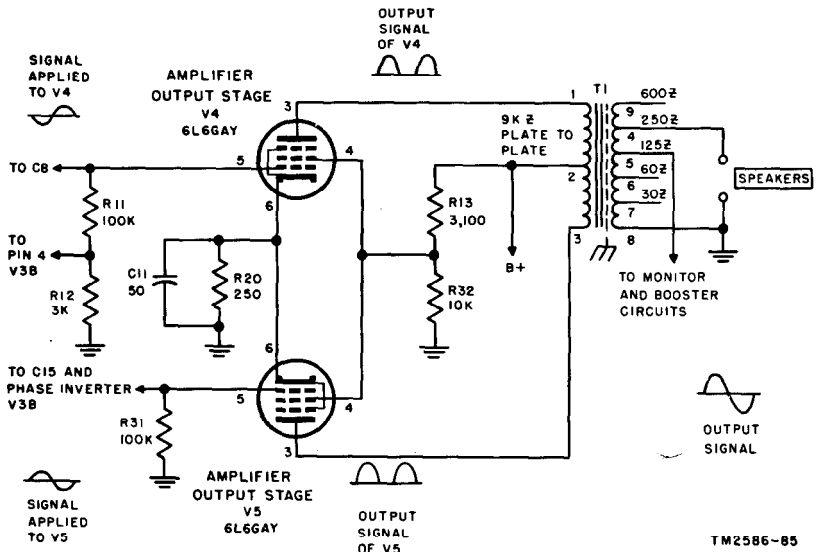 OUTPUT
SIGNAL
OF V4
SIGNAL
APPLIED
TO V4
AMPLIFIER
OUTPUT STAGE
V4
6L6GAY
3
5
4
6
TO C8
R11
100K
TO
PIN 4
V3B
R12
3K
C11
50
R20
250
9K Z
PLATE TO
PLATE
R13
3,100
B+
R32
10K
1
T1
2
3
600Z
9
250Z
4
125Z
5
60Z
6
30Z
7
8
SPEAKERS
TO MONITOR
AND BOOSTER
CIRCUITS
TO C15 AND
PHASE INVERTER
V3B
R31
100K
6
5
4
3
AMPLIFIER
OUTPUT STAGE
V5
6L6GAY
SIGNAL
APPLIED
TO V5
OUTPUT
SIGNAL
OF V5
OUTPUT
SIGNAL
TM2586-85